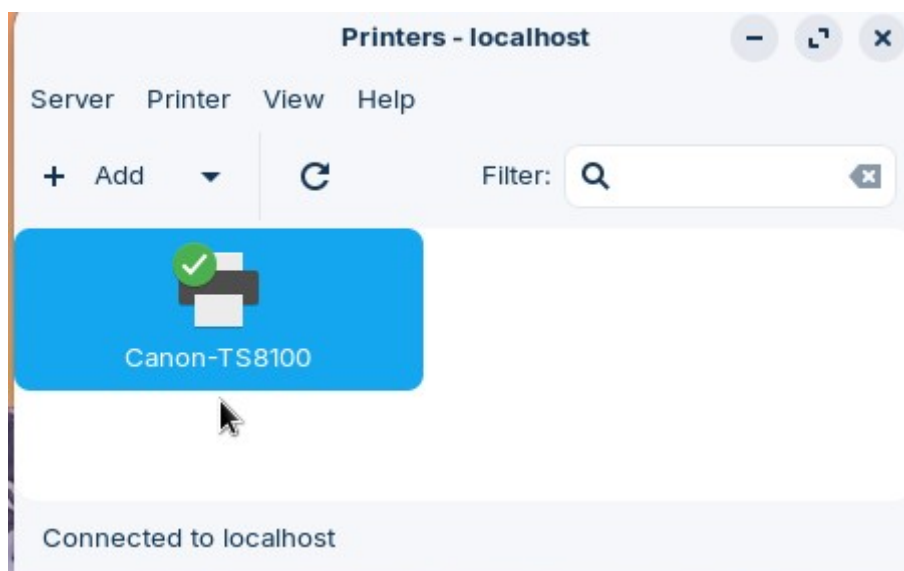 Printers - localhost
Server Printer View Help
Add Filter:
Canon-TS8100
Connected to localhost